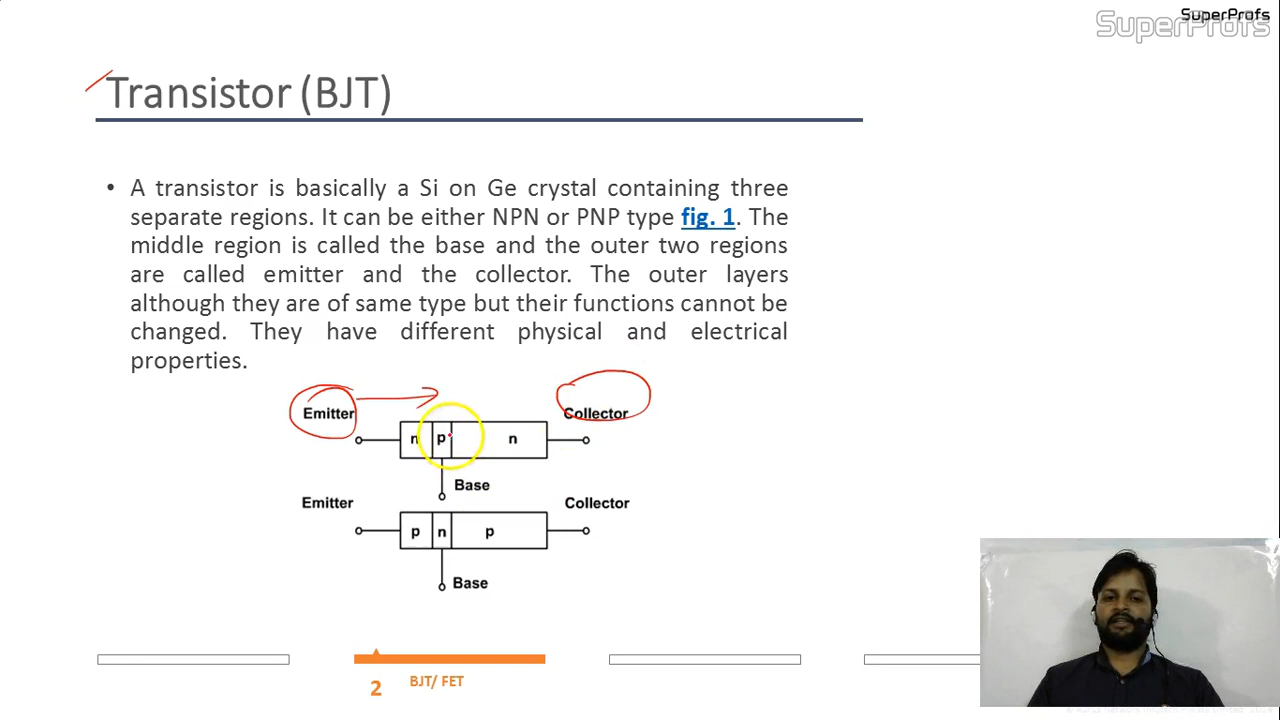 SuperProfs
SuperProfs
Transistor (BJT)
• A transistor is basically a Si on Ge crystal containing three
separate regions. It can be either NPN or PNP type fig. 1. The
middle region is called the base and the outer two regions
are called emitter and the collector. The outer layers
although they are of same type but their functions cannot be
changed. They have different physical and electrical
properties.
Emitter
Collector
n p n
Base
Emitter
Collector
p n p
Base
2 BJT/ FET